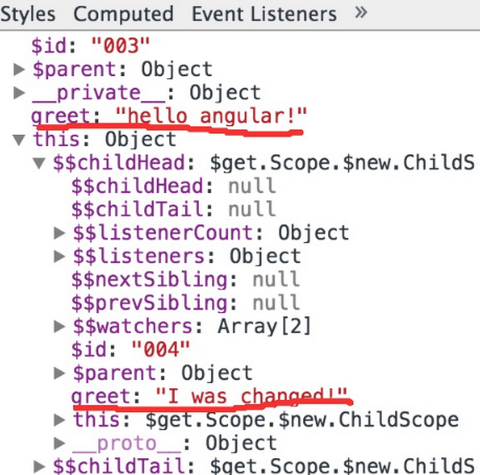 Styles Computed Event Listeners »
$id: "003"
▶ $parent: Object
▶ __private__: Object
greet: "hello angular!"
▼ this: Object
▼ $$childHead: $get.Scope.$new.ChildS
$$childHead: null
$$childTail: null
▶ $$listenerCount: Object
▶ $$listeners: Object
$$nextSibling: null
$$prevSibling: null
▶ $$watchers: Array[2]
$id: "004"
▶ $parent: Object
greet: "I was changed!"
▶ this: $get.Scope.$new.ChildScope
▶ __proto__: Object
▶ $$childTail: $get.Scope.$new.ChildS